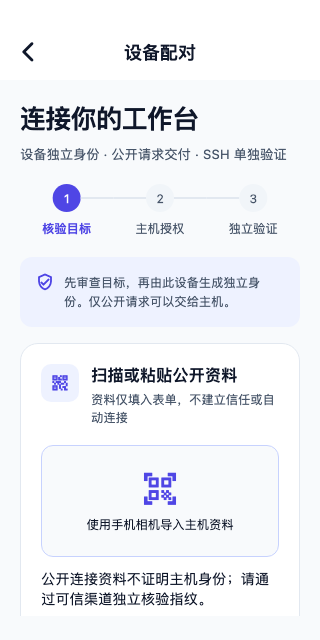 设备配对
连接你的工作台
设备独立身份 · 公开请求交付 · SSH 单独验证
1 2 3
核验目标 主机授权 独立验证
先审查目标，再由此设备生成独立身
份。仅公开请求可以交给主机。
扫描或粘贴公开资料
资料仅填入表单，不建立信任或自
动连接
使用手机相机导入主机资料
公开连接资料不证明主机身份；请通
过可信渠道独立核验指纹。